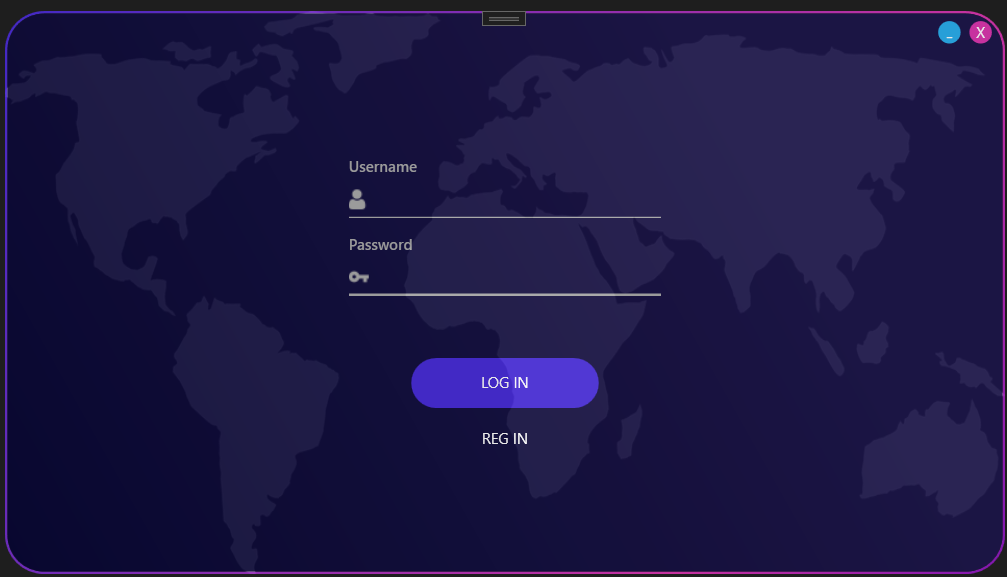 _ X
Username
Password
LOG IN
REG IN